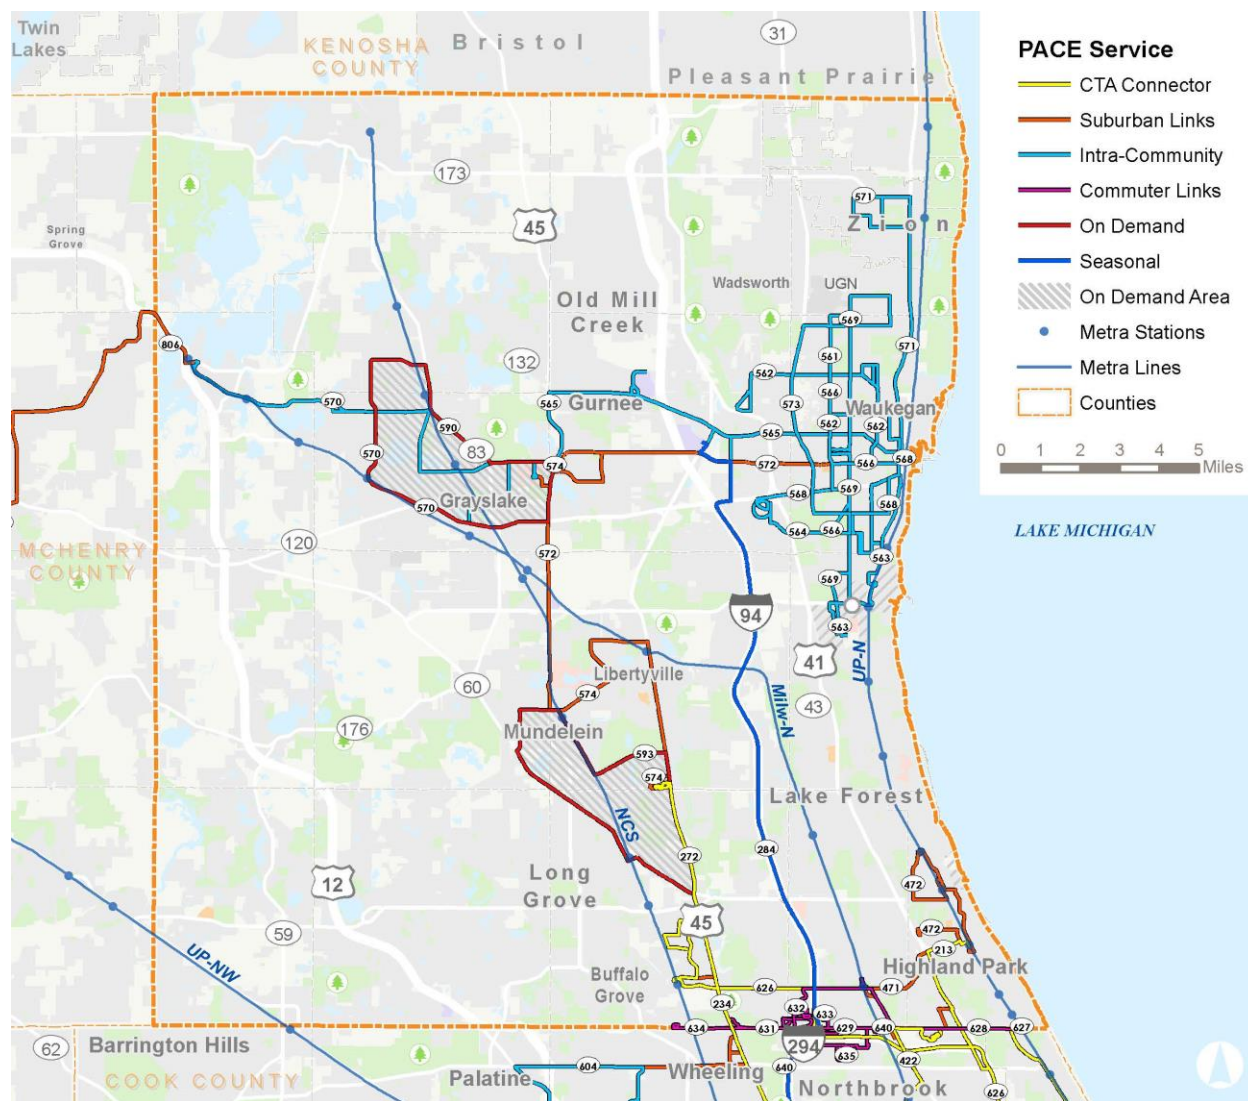 Twin
Lakes
KENOSHA
COUNTY
Bristol
31
Pleasant Prairie
PACE Service
CTA Connector
Suburban Links
Intra-Community
Commuter Links
On Demand
Seasonal
On Demand Area
Metra Stations
Metra Lines
Counties
0 1 2 3 4 5
Miles
LAKE MICHIGAN
173
45
Spring
Grove
571
Zion
Wadsworth
UGN
Old Mill
Creek
569
806
132
561
571
562
566
573
570
565
Gurnee
Waukegan
590
562
562
565
570
83
574
572
566
568
Grayslake
568
569
570
568
564
566
MCHENRY
COUNTY
120
572
563
569
94
563
41
UP-N
Libertyville
60
574
Milw-N
43
176
Mundelein
593
574
Lake Forest
NCS
272
284
12
Long
Grove
472
45
59
472
213
UP-NW
Buffalo
Grove
Highland Park
626
471
234
632
633
634
631
629
640
628
627
62
Barrington Hills
294
635
422
COOK COUNTY
Palatine
604
Wheeling
640
Northbrook
626